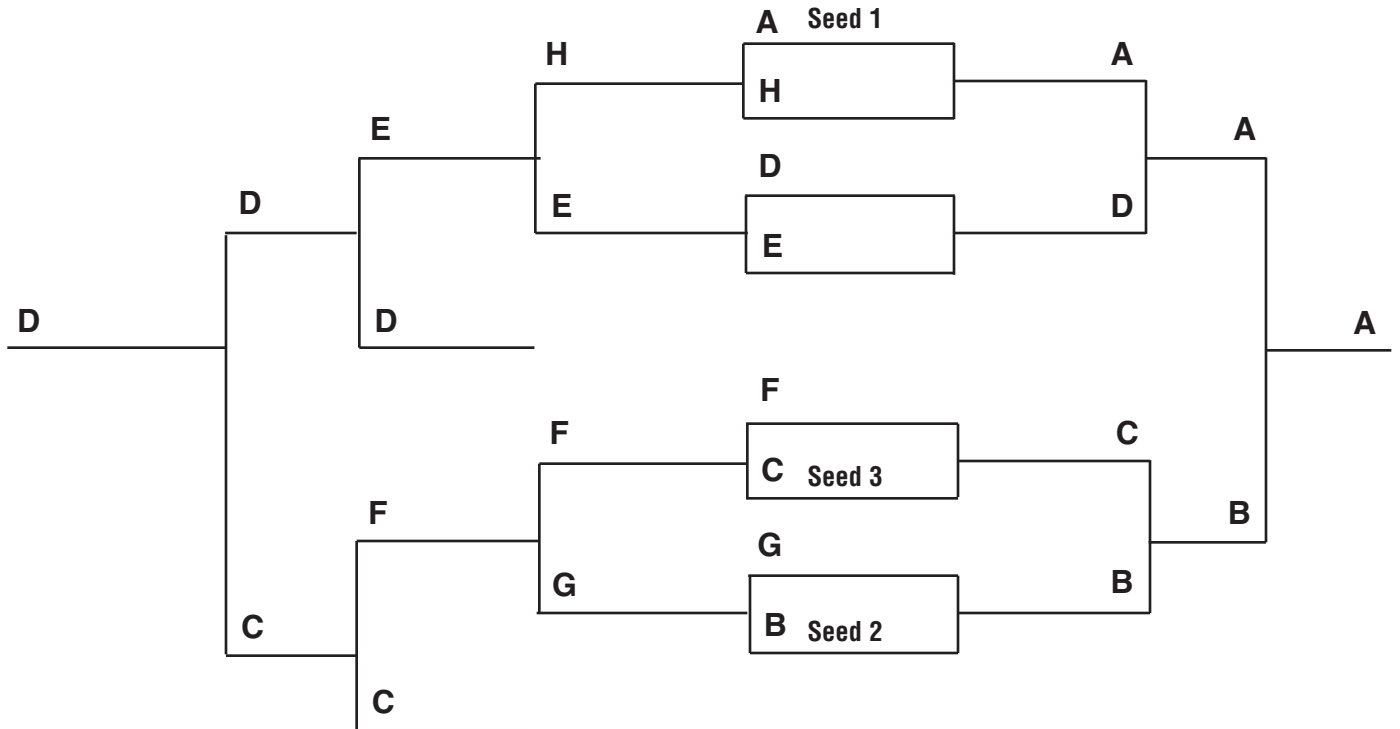 A Seed 1
H A
H
E A
D
D E D
E
D D A
F
F C
C Seed 3
F B
G
G B
B Seed 2
C
C